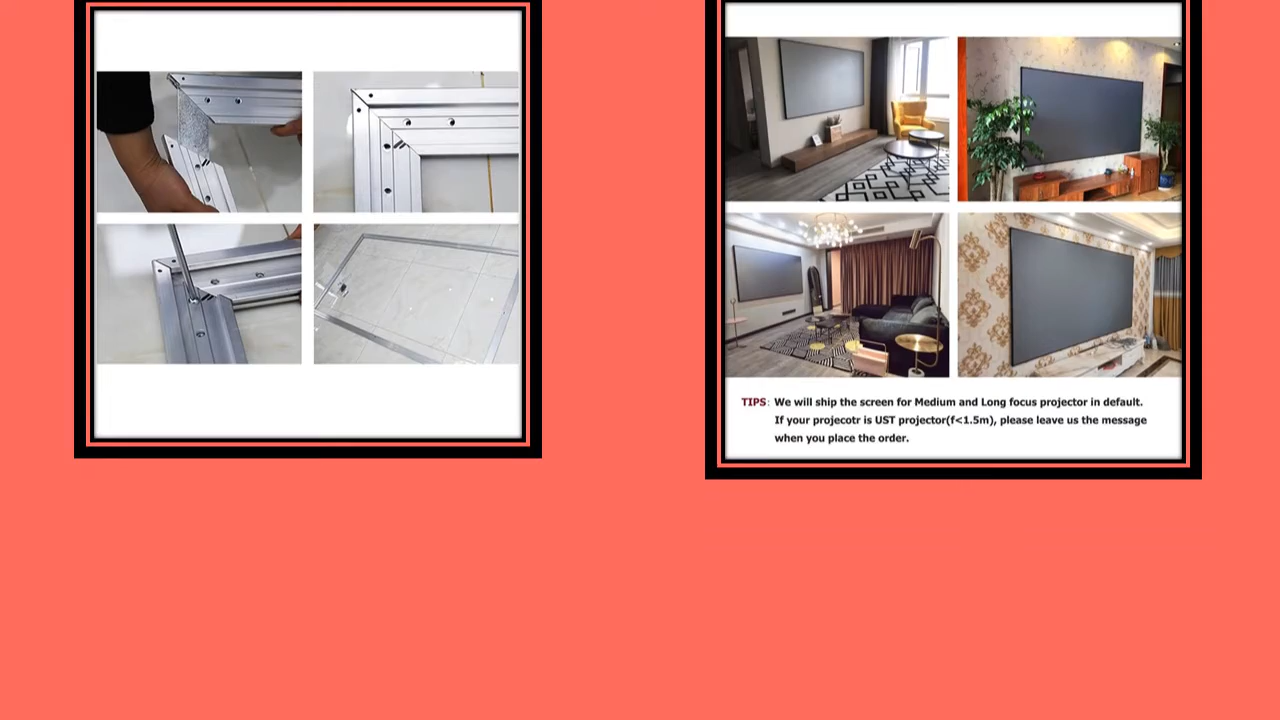 TIPS: We will ship the screen for Medium and Long focus projector in default.
If your projecotr is UST projector(f<1.5m), please leave us the message
when you place the order.